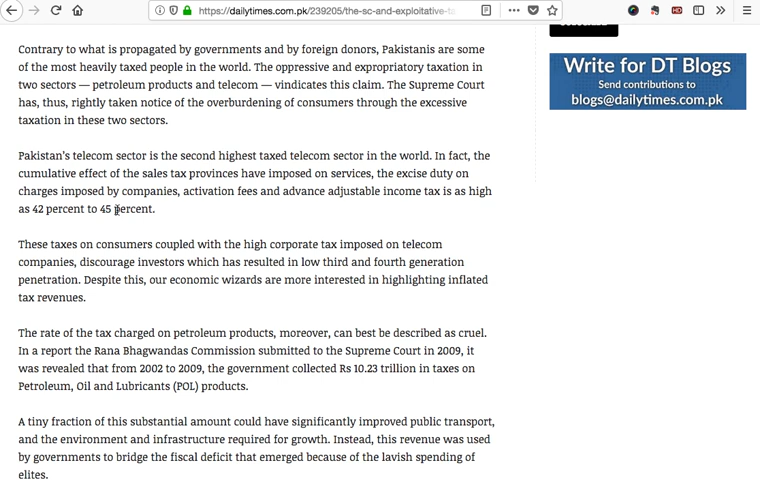 https://dailytimes.com.pk/239205/the-sc-and-exploitative-ta
HD
Contrary to what is propagated by governments and by foreign donors, Pakistanis are some
of the most heavily taxed people in the world. The oppressive and expropriatory taxation in
two sectors — petroleum products and telecom — vindicates this claim. The Supreme Court
has, thus, rightly taken notice of the overburdening of consumers through the excessive
taxation in these two sectors.
Pakistan's telecom sector is the second highest taxed telecom sector in the world. In fact, the
cumulative effect of the sales tax provinces have imposed on services, the excise duty on
charges imposed by companies, activation fees and advance adjustable income tax is as high
as 42 percent to 45 percent.
These taxes on consumers coupled with the high corporate tax imposed on telecom
companies, discourage investors which has resulted in low third and fourth generation
penetration. Despite this, our economic wizards are more interested in highlighting inflated
tax revenues.
The rate of the tax charged on petroleum products, moreover, can best be described as cruel.
In a report the Rana Bhagwandas Commission submitted to the Supreme Court in 2009, it
was revealed that from 2002 to 2009, the government collected Rs 10.23 trillion in taxes on
Petroleum, Oil and Lubricants (POL) products.
A tiny fraction of this substantial amount could have significantly improved public transport,
and the environment and infrastructure required for growth. Instead, this revenue was used
by governments to bridge the fiscal deficit that emerged because of the lavish spending of
elites.
Write for DT Blogs
Send contributions to
blogs@dailytimes.com.pk